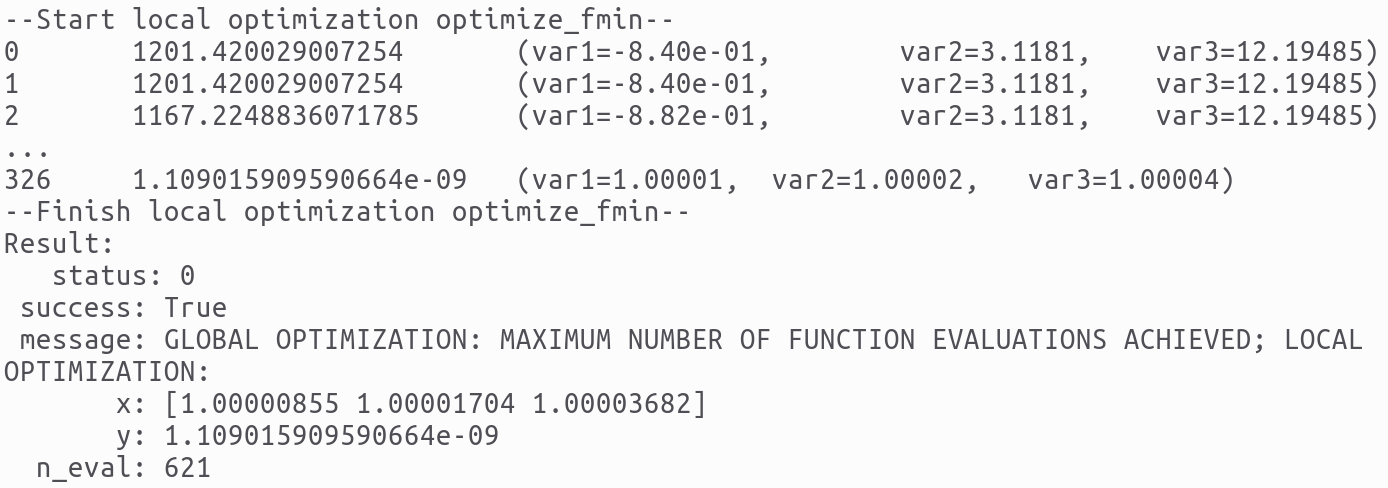 --Start local optimization optimize_fmin--
0 1201.420029007254 (var1=-8.40e-01, var2=3.1181, var3=12.19485)
1 1201.420029007254 (var1=-8.40e-01, var2=3.1181, var3=12.19485)
2 1167.2248836071785 (var1=-8.82e-01, var2=3.1181, var3=12.19485)
...
326 1.109015909590664e-09 (var1=1.00001, var2=1.00002, var3=1.00004)
--Finish local optimization optimize_fmin--
Result:
status: 0
success: True
message: GLOBAL OPTIMIZATION: MAXIMUM NUMBER OF FUNCTION EVALUATIONS ACHIEVED; LOCAL
OPTIMIZATION:
x: [1.00000855 1.00001704 1.00003682]
y: 1.109015909590664e-09
n_eval: 621